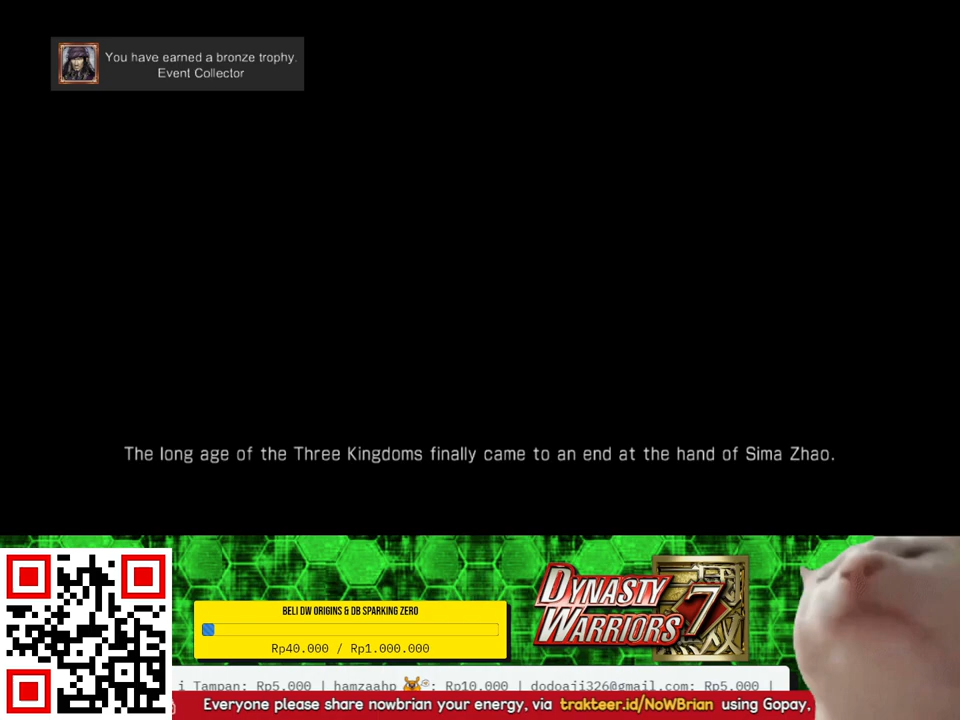 You have earned a bronze trophy.
Event Collector
The long age of the Three Kingdoms finally came to an end at the hand of Sima Zhao.
BELI DW ORIGINS & DB SPARKING ZERO
Rp40.000 / Rp1.000.000
DYNASTY
WARRIORS 7
i Tampan: Rp5.000 | hamzaahp : Rp10.000 | dodoaji326@gmail.com: Rp5.000 |
Everyone please share nowbrian your energy, via trakteer.id/NoWBrian using Gopay,